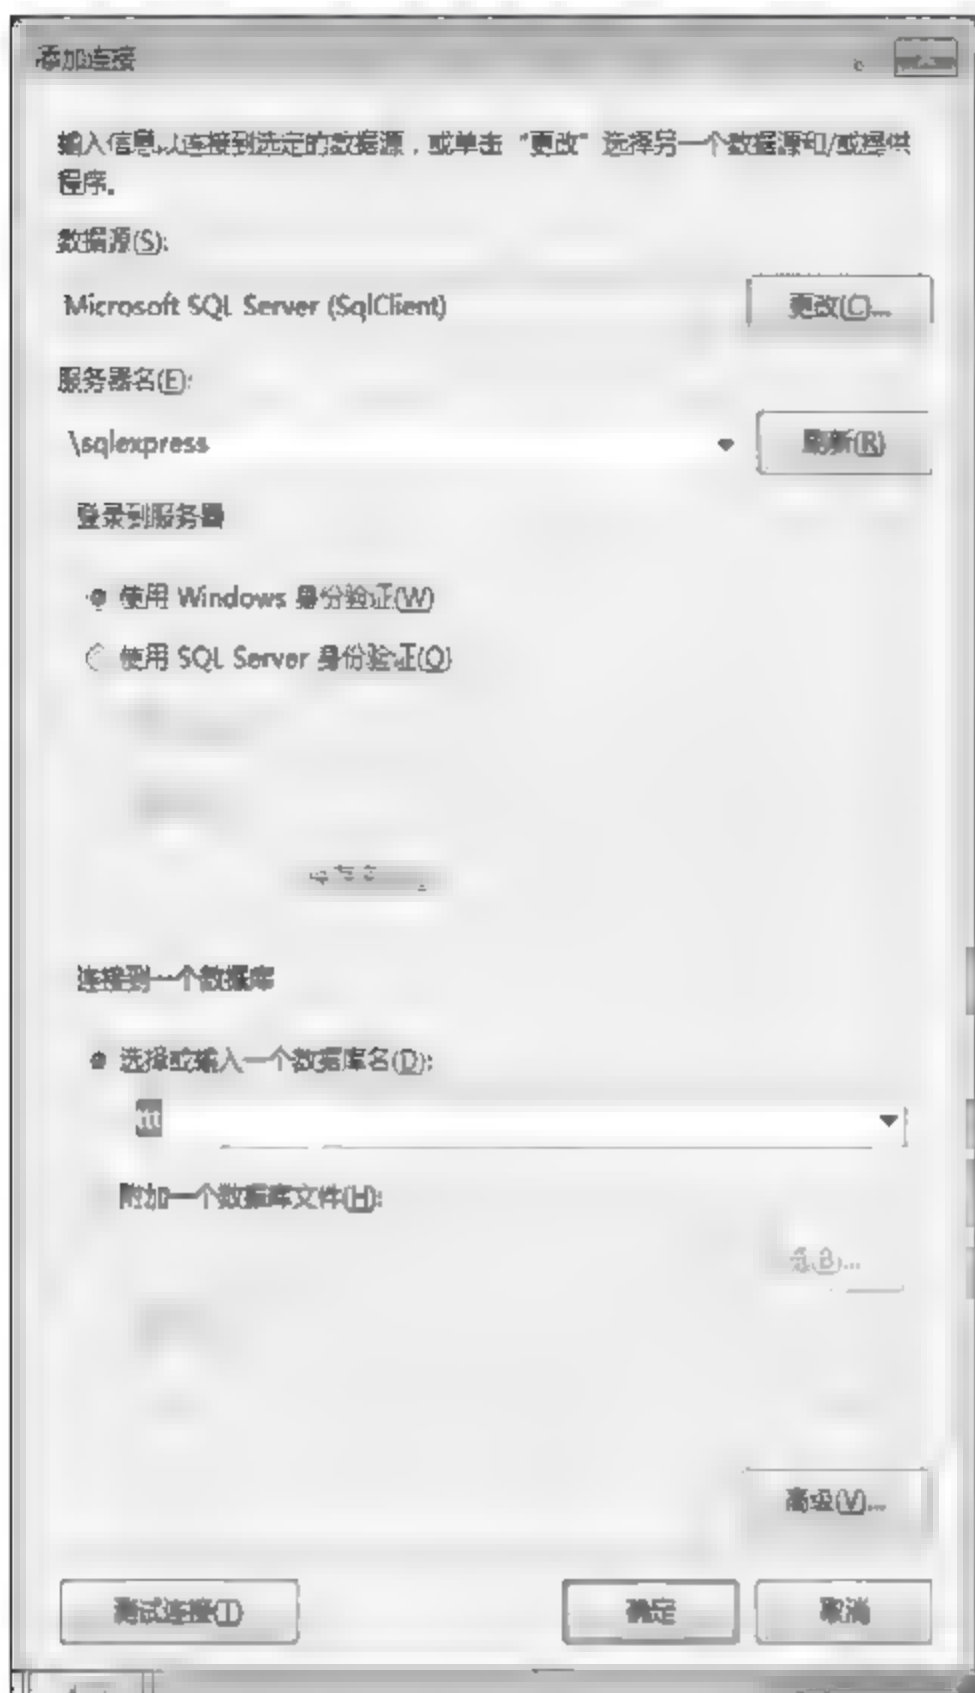 添加连接
输入信息以连接到选定的数据源，或单击“更改”选择另一个数据源和/或提供
程序。
数据源(S):
Microsoft SQL Server (SqlClient)
更改(C)...
服务器名(E):
\sqlexpress
刷新(R)
登录到服务器
使用 Windows 身份验证(W)
使用 SQL Server 身份验证(Q)
连接到一个数据库
选择或输入一个数据库名(D):
ttt
附加一个数据库文件(H):
(B)...
高级(V)...
测试连接(T)
确定
取消